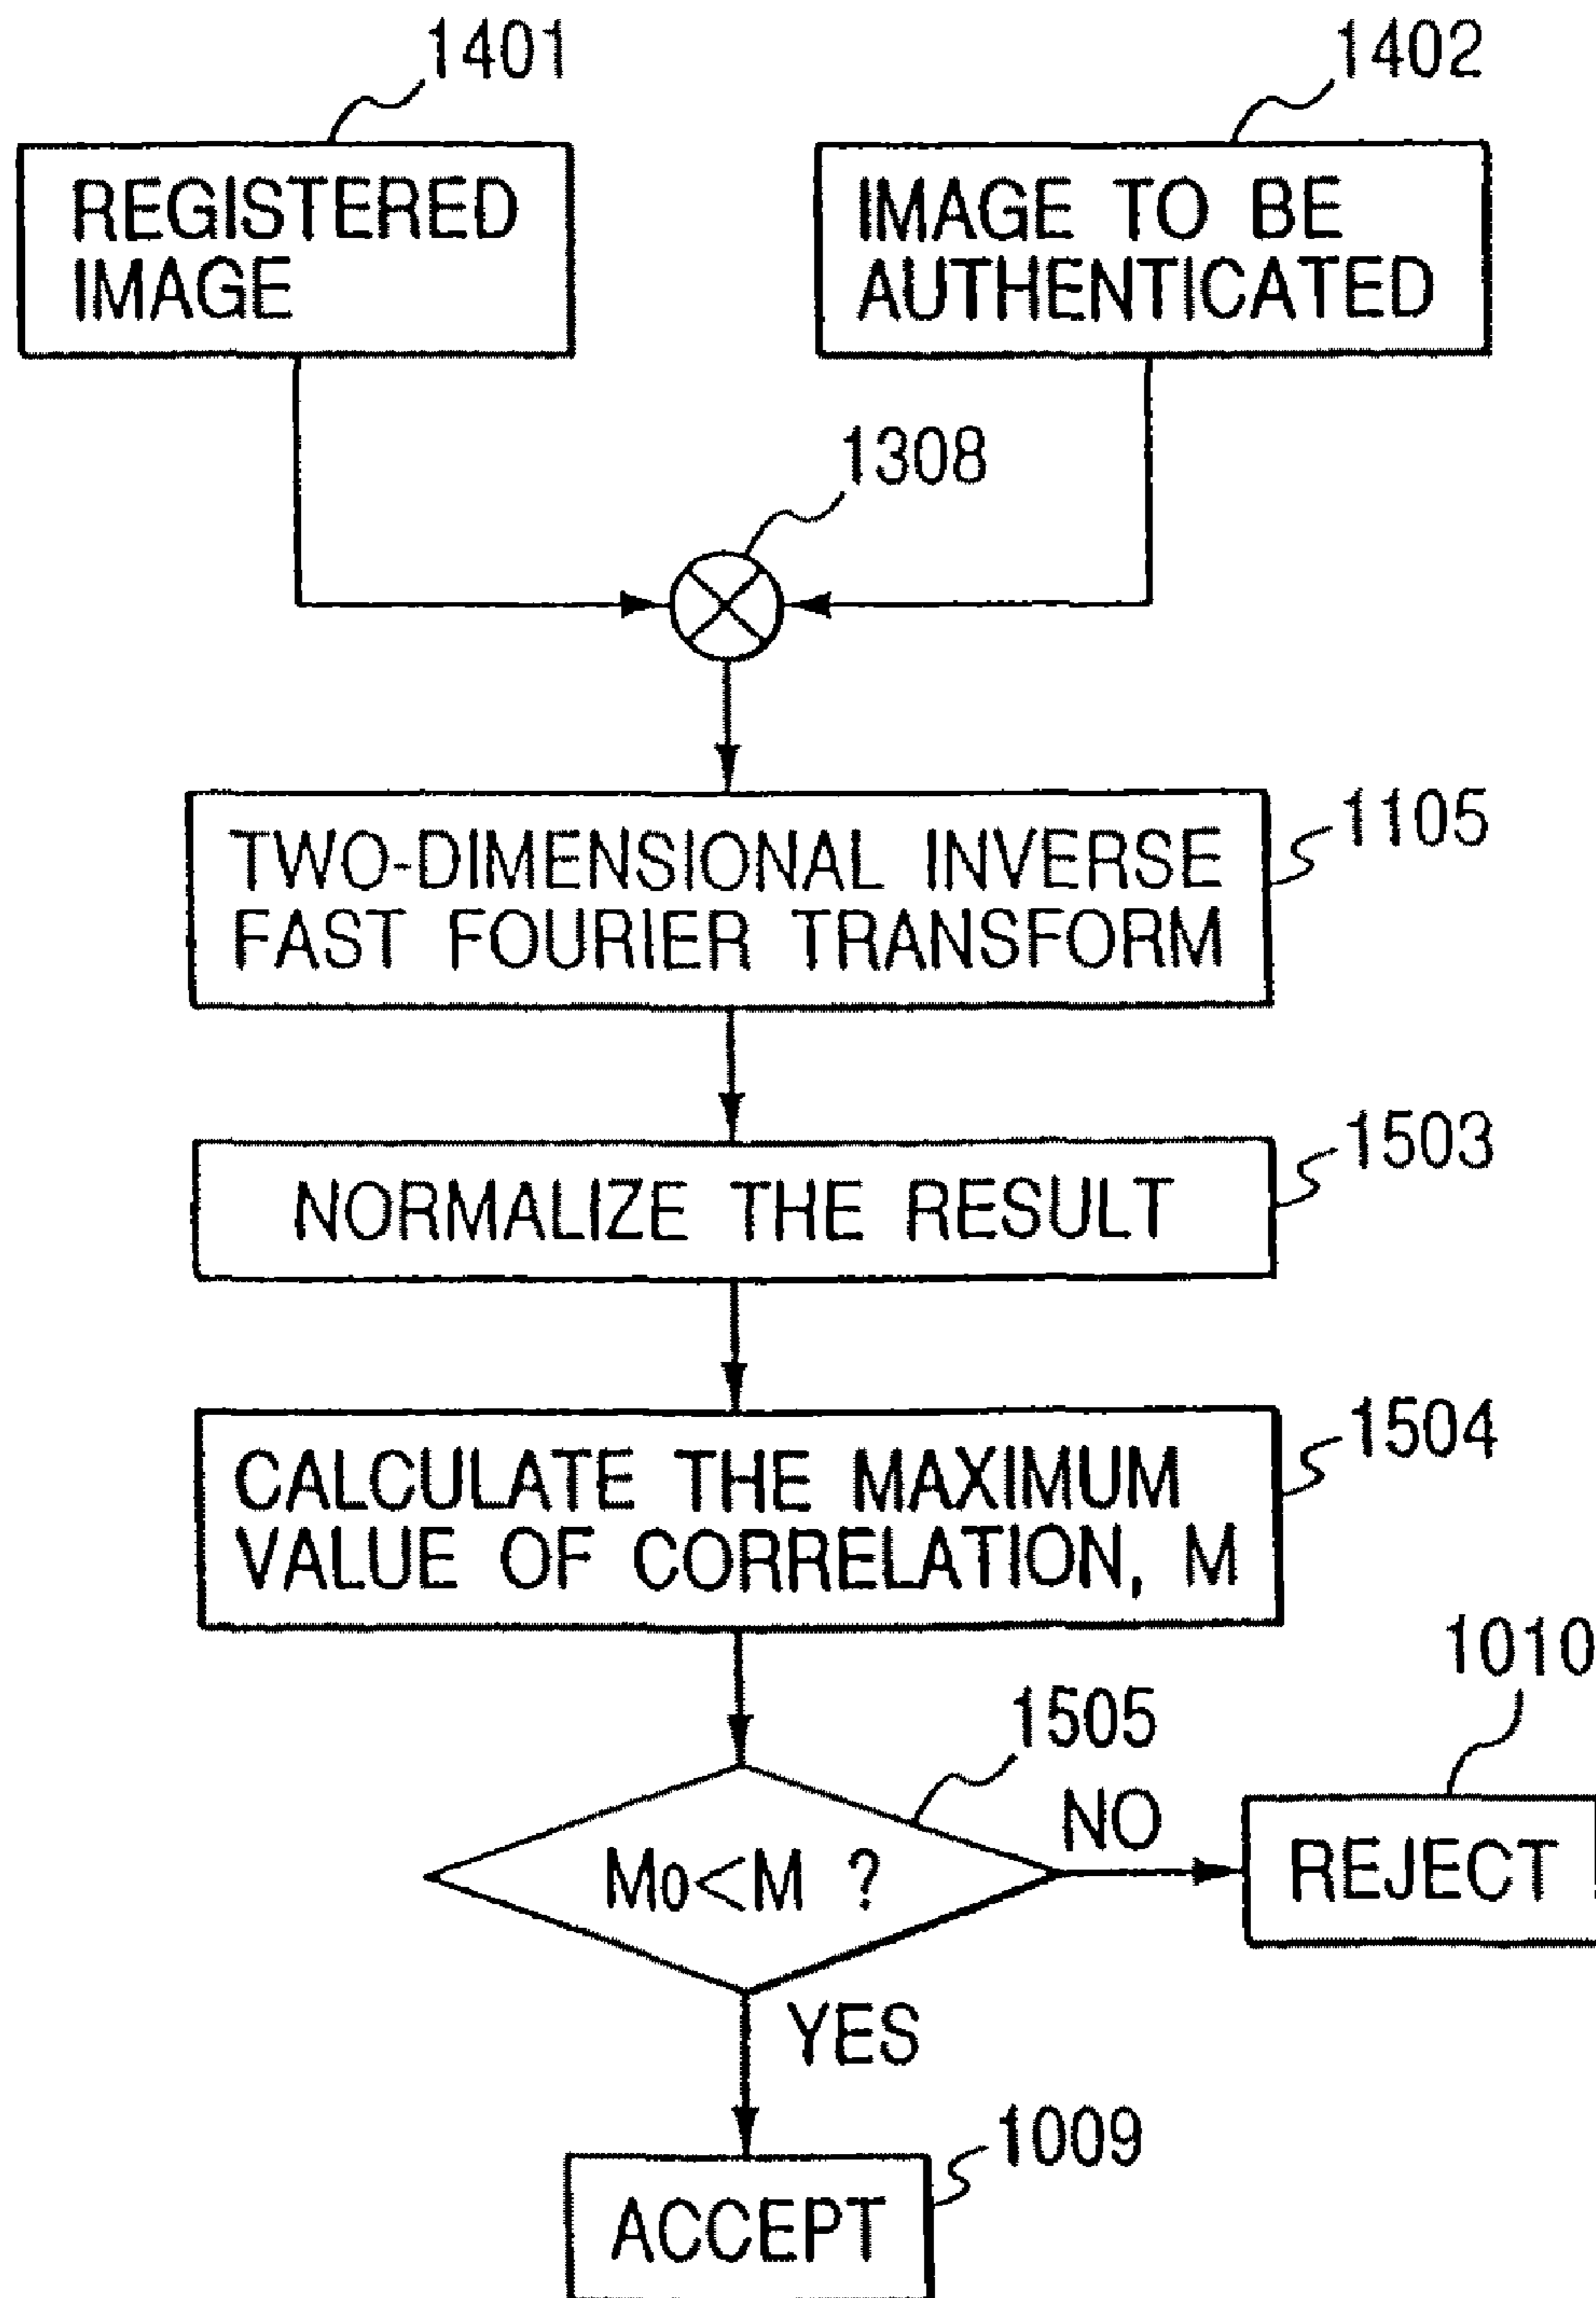 1401
1402
REGISTERED
IMAGE
IMAGE TO BE
AUTHENTICATED
1308
TWO-DIMENSIONAL INVERSE
FAST FOURIER TRANSFORM
1105
NORMALIZE THE RESULT
1503
CALCULATE THE MAXIMUM
VALUE OF CORRELATION, M
1504
1010
1505
M0<M ?
NO
REJECT
YES
1009
ACCEPT